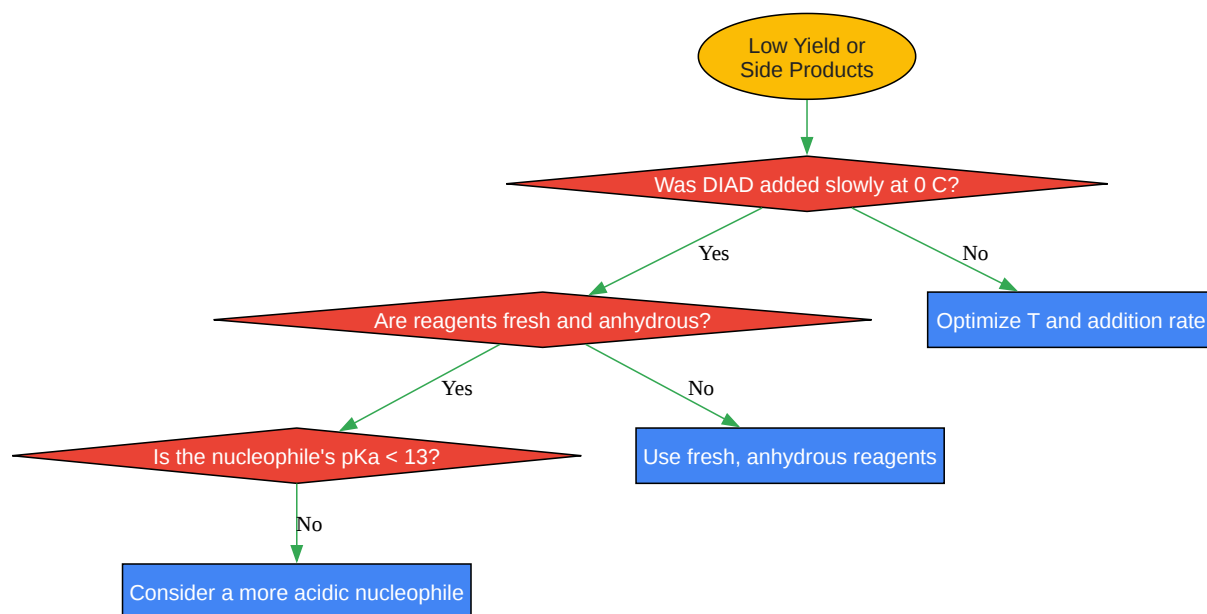 Low Yield or
Side Products
Was DIAD added slowly at 0 C?
Yes
No
Are reagents fresh and anhydrous?
Optimize T and addition rate
Yes
No
Is the nucleophile's pKa < 13?
Use fresh, anhydrous reagents
No
Consider a more acidic nucleophile